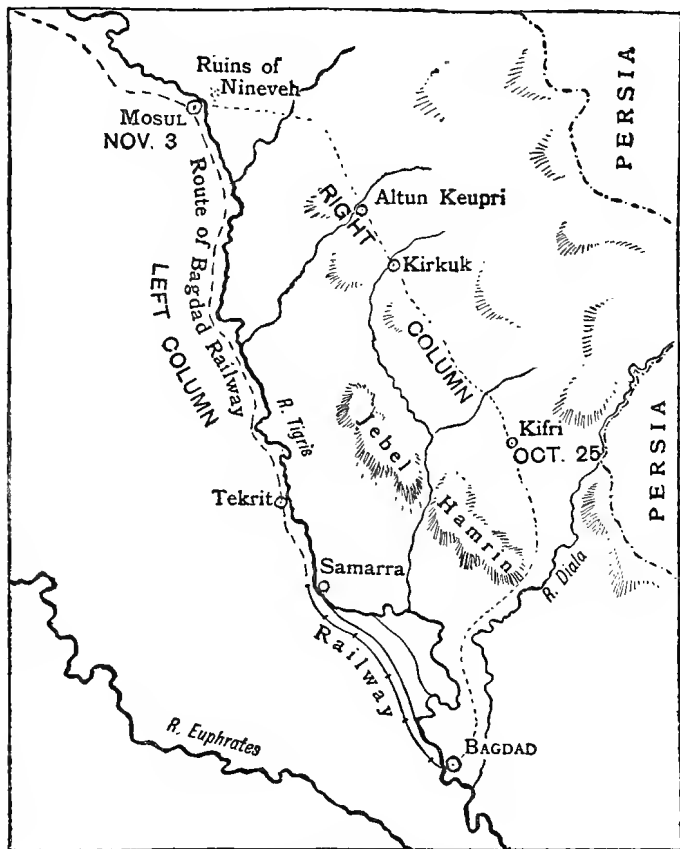 Ruins of
Nineveh
MOSUL
NOV. 3
PERSIA
Route of Bagdad Railway
LEFT COLUMN
RIGHT
COLUMN
Altun Keupri
Kirkuk
R. Tigris
Jebel
Hamrin
Kifri
OCT. 25
PERSIA
Tekrit
Samarra
R. Diala
Railway
R. Euphrates
BAGDAD